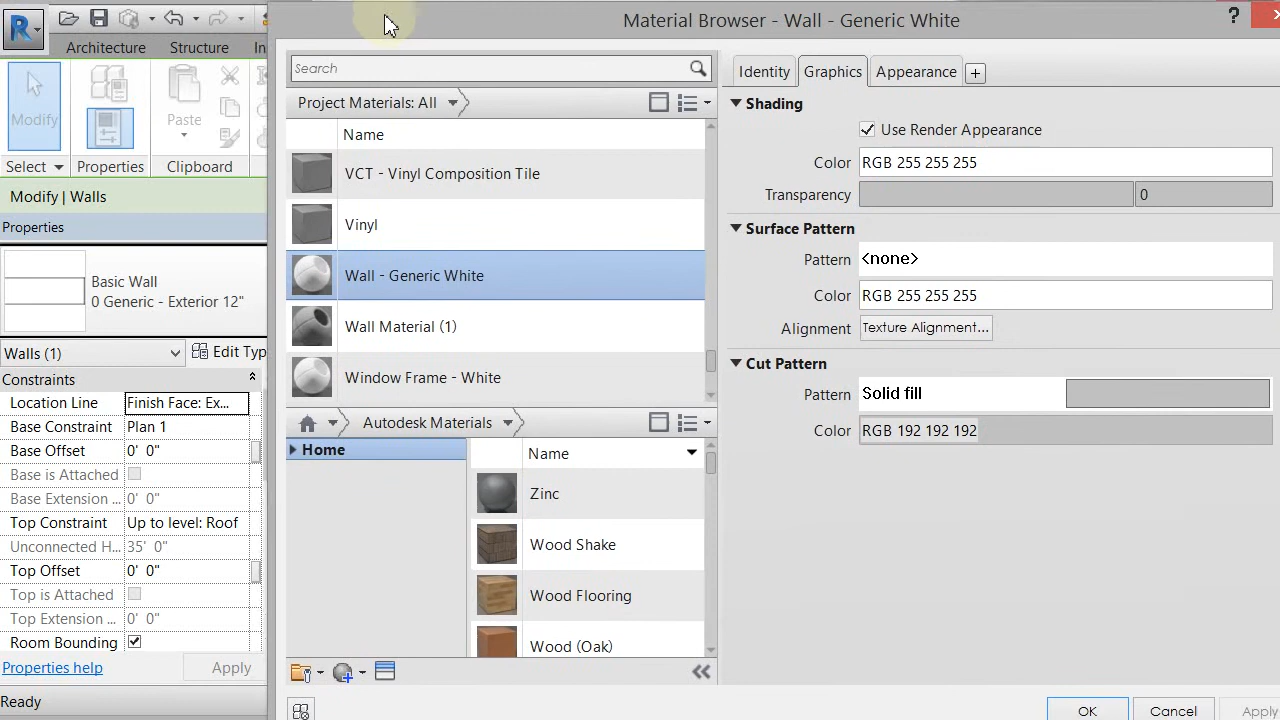 Material Browser - Wall - Generic White
?
R
Architecture
Structure
In
Modify
Paste
Select
Properties
Clipboard
Modify | Walls
Properties
Basic Wall
0 Generic - Exterior 12"
Walls (1)
Edit Typ
Constraints
Location Line
Finish Face: Ex...
Base Constraint
Plan 1
Base Offset
0' 0"
Base is Attached
Base Extension ...
0' 0"
Top Constraint
Up to level: Roof
Unconnected H...
35' 0"
Top Offset
0' 0"
Top is Attached
Top Extension ...
0' 0"
Room Bounding
Properties help
Apply
Ready
Search
Project Materials: All
Name
VCT - Vinyl Composition Tile
Vinyl
Wall - Generic White
Wall Material (1)
Window Frame - White
Autodesk Materials
Home
Name
Zinc
Wood Shake
Wood Flooring
Wood (Oak)
Identity
Graphics
Appearance
+
Shading
Use Render Appearance
Color
RGB 255 255 255
Transparency
0
Surface Pattern
Pattern
<none>
Color
RGB 255 255 255
Alignment
Texture Alignment...
Cut Pattern
Pattern
Solid fill
Color
RGB 192 192 192
OK
Cancel
Apply